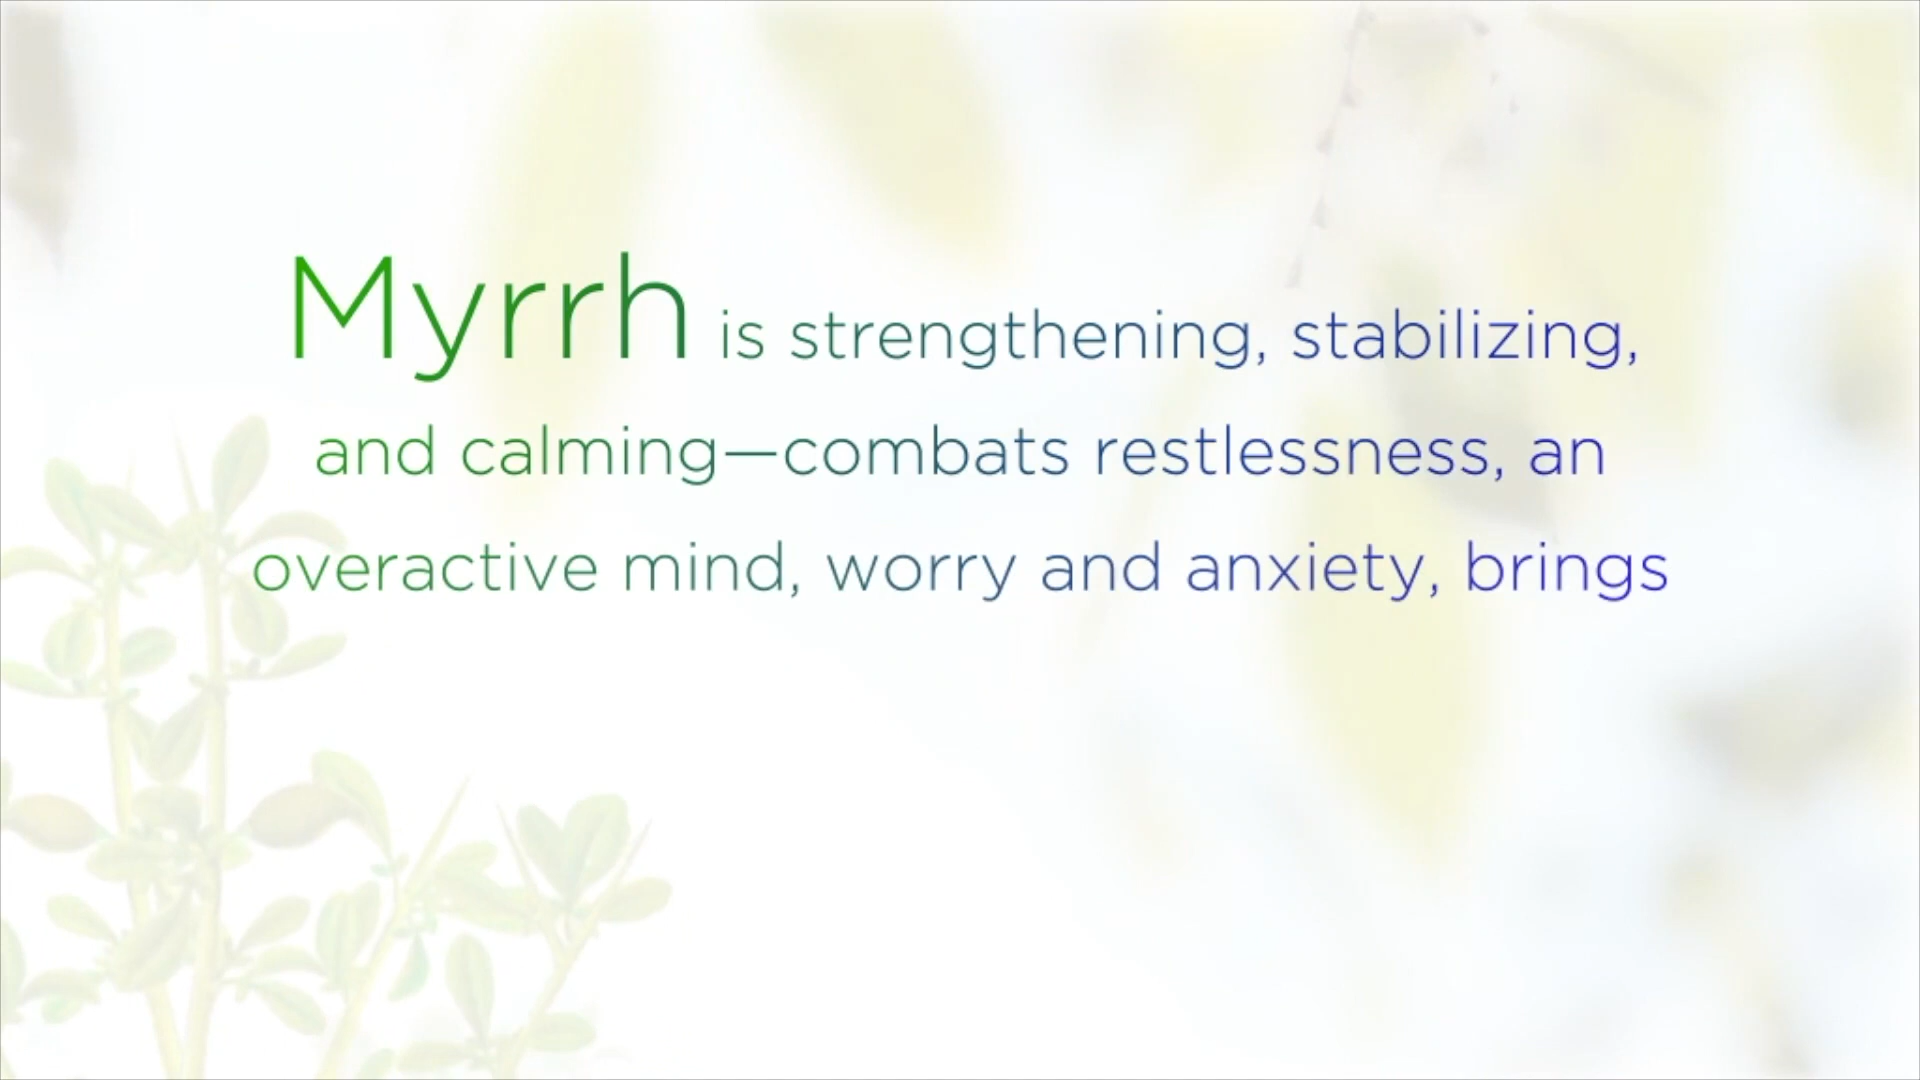 Myrrh is strengthening, stabilizing,
and calming—combats restlessness, an
overactive mind, worry and anxiety, brings